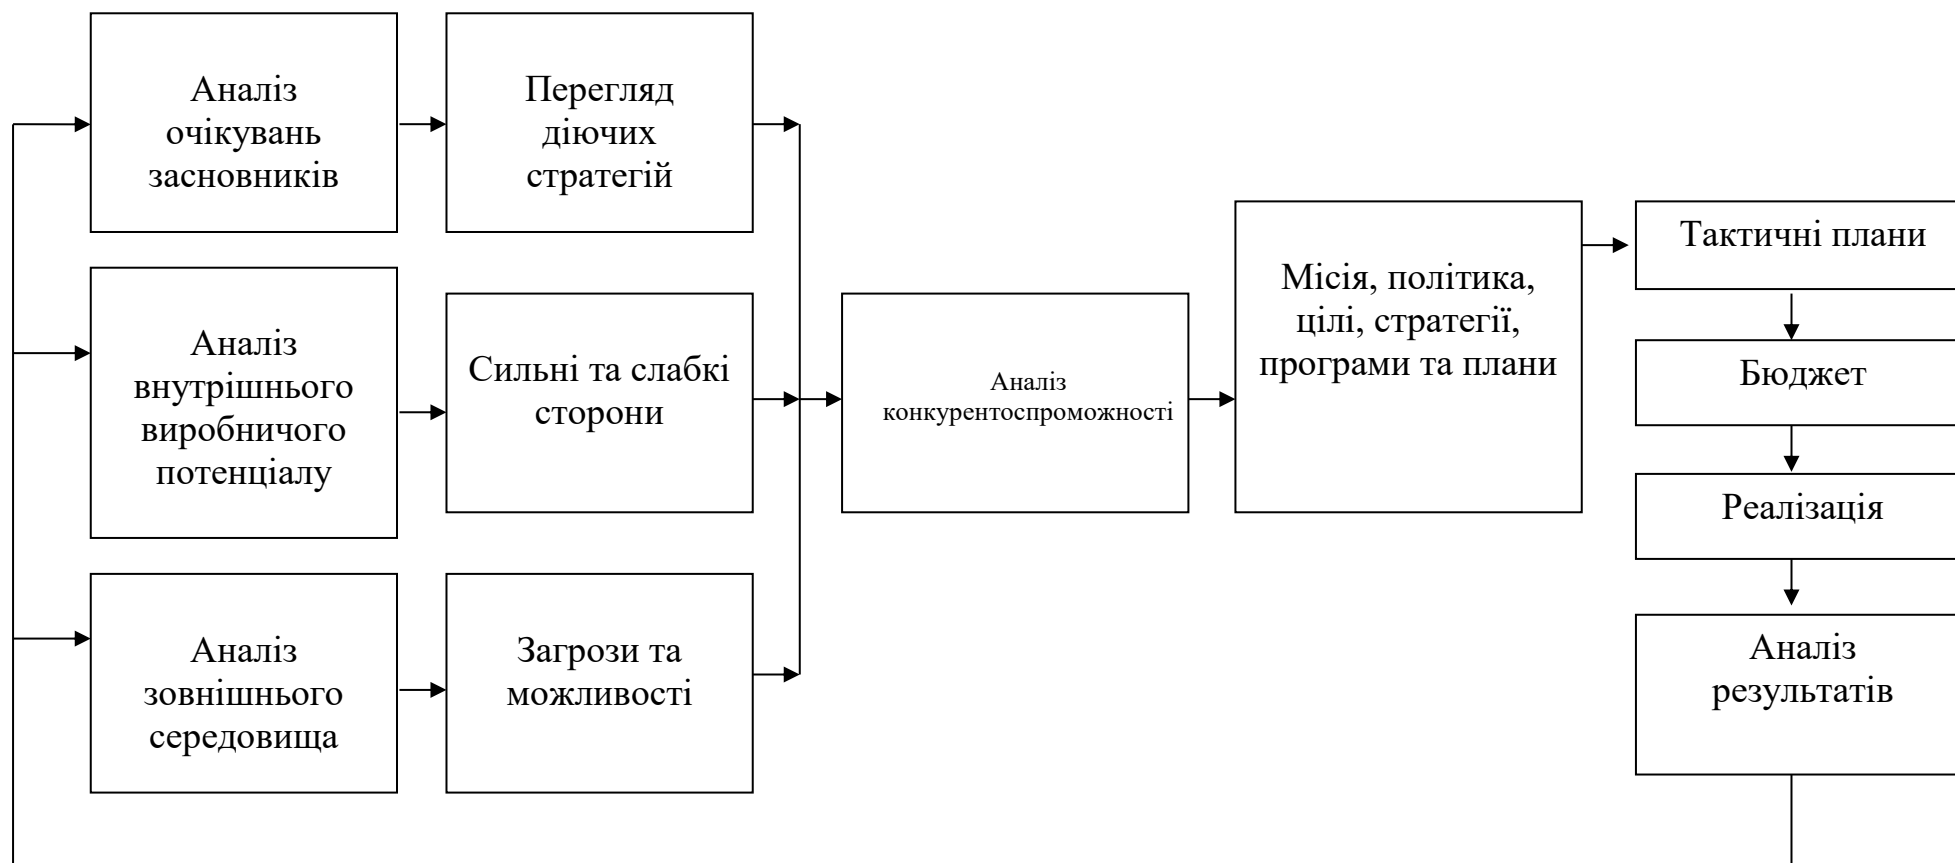 Аналіз
очікувань
засновників
Перегляд
діючих
стратегій
Аналіз
внутрішнього
виробничого
потенціалу
Сильні та слабкі
сторони
Аналіз
зовнішнього
середовища
Загрози та
можливості
Аналіз
конкурентоспроможності
Місія, політика,
цілі, стратегії,
програми та плани
Тактичні плани
Бюджет
Реалізація
Аналіз
результатів